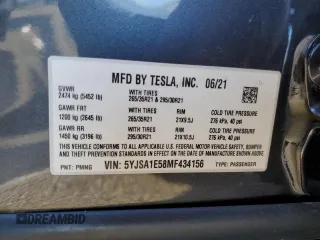 MFD BY TESLA, INC. 06/21
GVWR
2474 kg (5452 lb)
WITH TIRES
265/35R21 & 295/30R21
GAWR FRT
1200 kg (2645 lb)
WITH TIRES
265/35R21
RIM
21X9.5J
COLD TIRE PRESSURE
276 kPa, 40 psi
GAWR RR
1450 kg (3196 lb)
WITH TIRES
295/30R21
RIM
21X10.5J
COLD TIRE PRESSURE
276 kPa, 40 psi
THIS VEHICLE CONFORMS TO ALL APPLICABLE U.S. FEDERAL MOTOR VEHICLE SAFETY, BUMPER
AND THEFT PREVENTION STANDARDS IN EFFECT ON THE DATE OF MANUFACTURE SHOWN ABOVE.
PNT: PMNG
VIN: 5YJSA1E58MF434156
TYPE: PASSENGER
STAT.VIN
EPICBID